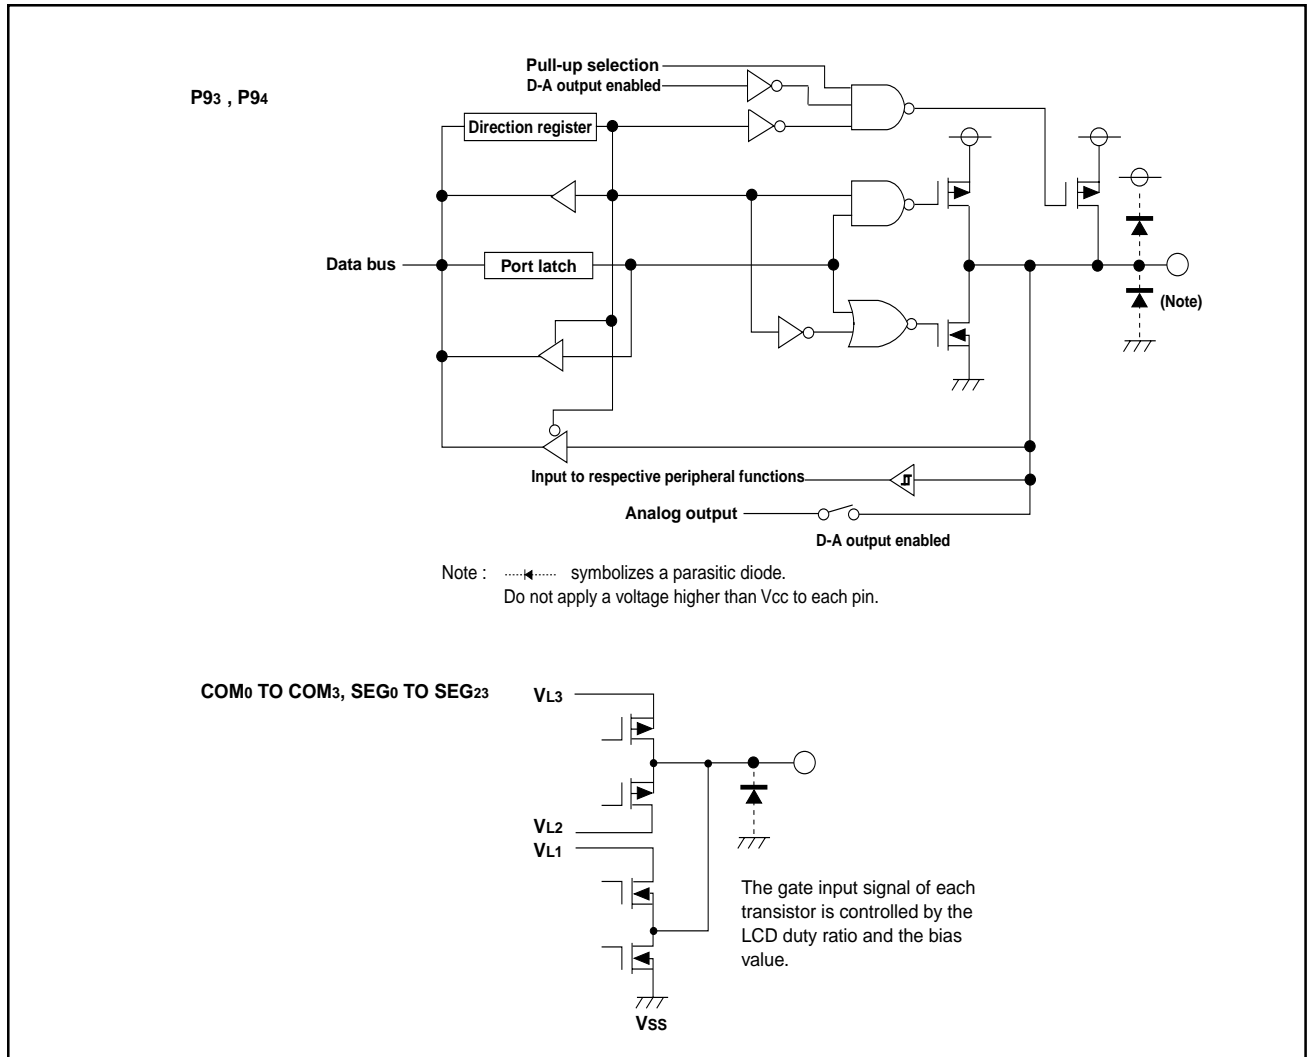 Pull-up selection
D-A output enabled
P93 , P94
Direction register
Data bus
Port latch
(Note)
Input to respective peripheral functions
Analog output
D-A output enabled
Note : symbolizes a parasitic diode.
Do not apply a voltage higher than Vcc to each pin.
COM0 TO COM3, SEG0 TO SEG23
VL3
VL2
VL1
The gate input signal of each
transistor is controlled by the
LCD duty ratio and the bias
value.
VSS